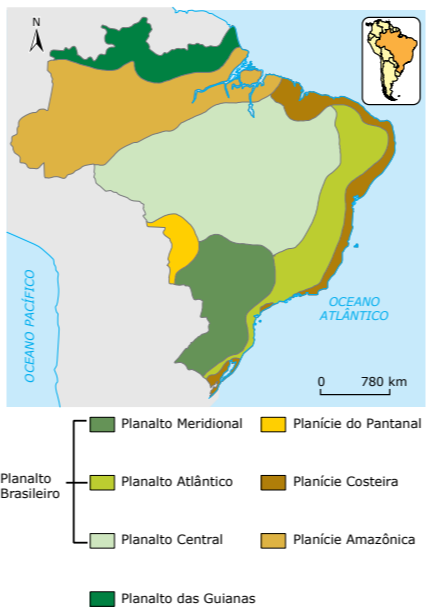 N
OCEANO PACÍFICO
OCEANO
ATLÂNTICO
0 780 km
Planalto
Brasileiro
Planalto Meridional
Planalto Atlântico
Planalto Central
Planalto das Guianas
Planície do Pantanal
Planície Costeira
Planície Amazônica